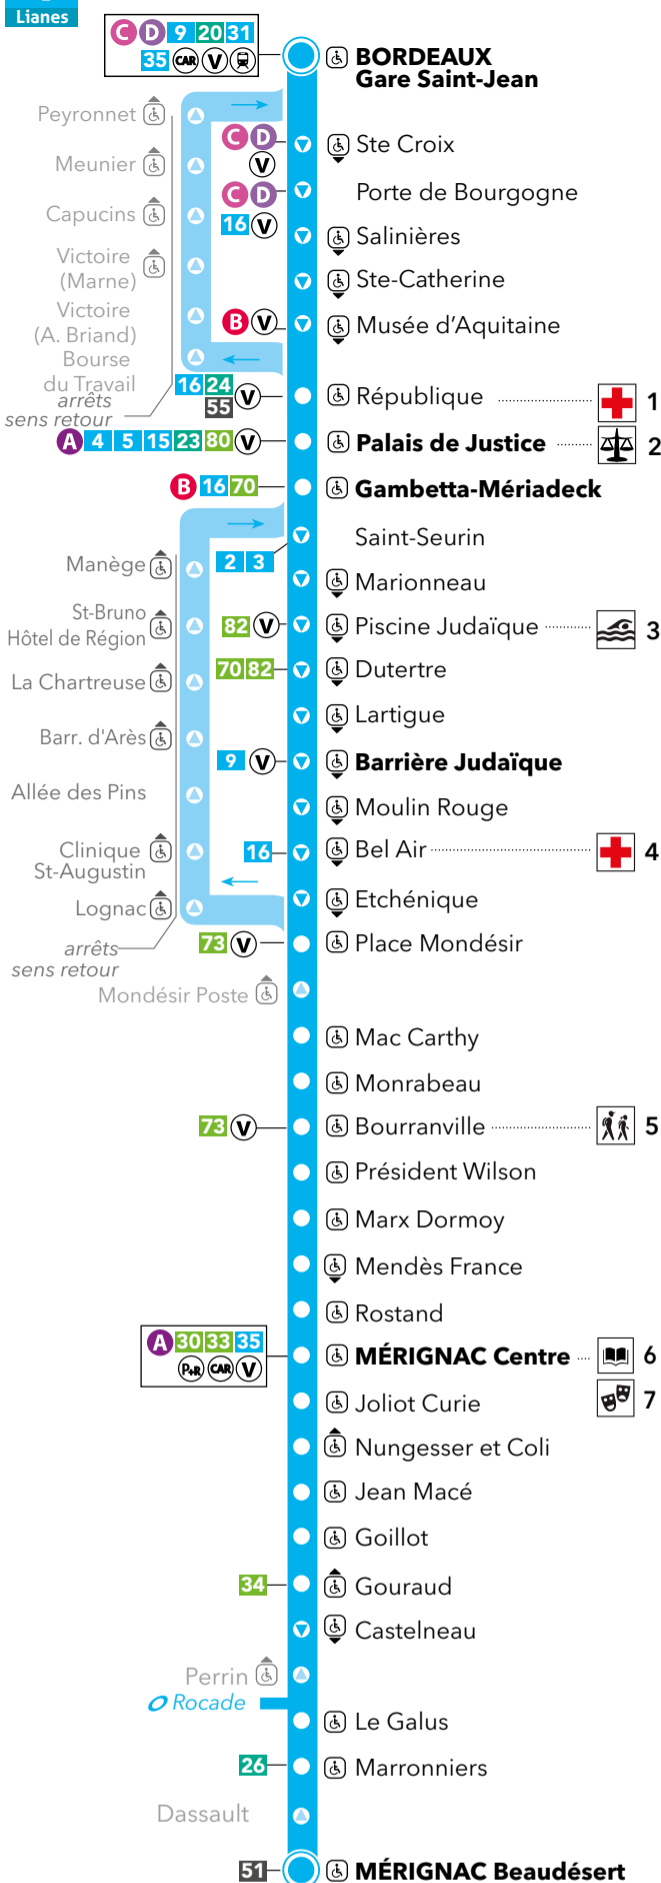 Lianes
C D 9 20 31
35 CAR V
BORDEAUX
Gare Saint-Jean
Peyronnet
C D
Ste Croix
V
Meunier
C D
Porte de Bourgogne
16 V
Capucins
Salinières
Victoire
(Marne)
Ste-Catherine
Victoire
(A. Briand)
B V
Musée d'Aquitaine
Bourse
du Travail
arrêts
sens retour
16 24
55 V
République
1
A 4 5 15 23 80 V
Palais de Justice
2
B 16 70
Gambetta-Mériadeck
Saint-Seurin
Manège
2 3
Marionneau
St-Bruno
Hôtel de Région
82 V
Piscine Judaïque
3
La Chartreuse
70 82
Dutertre
Lartigue
Barr. d'Arès
9 V
Barrière Judaïque
Allée des Pins
Moulin Rouge
Clinique
St-Augustin
16
Bel Air
4
Lognac
Etchénique
arrêts
sens retour
73 V
Place Mondésir
Mondésir Poste
Mac Carthy
Monrabeau
73 V
Bourranville
5
Président Wilson
Marx Dormoy
Mendès France
Rostand
A 30 33 35
P+R CAR V
MÉRIGNAC Centre
6
Joliot Curie
7
Nungesser et Coli
Jean Macé
Goillot
34
Gouraud
Castelneau
Perrin
Rocade
Le Galus
26
Marronniers
Dassault
51
MÉRIGNAC Beaudésert